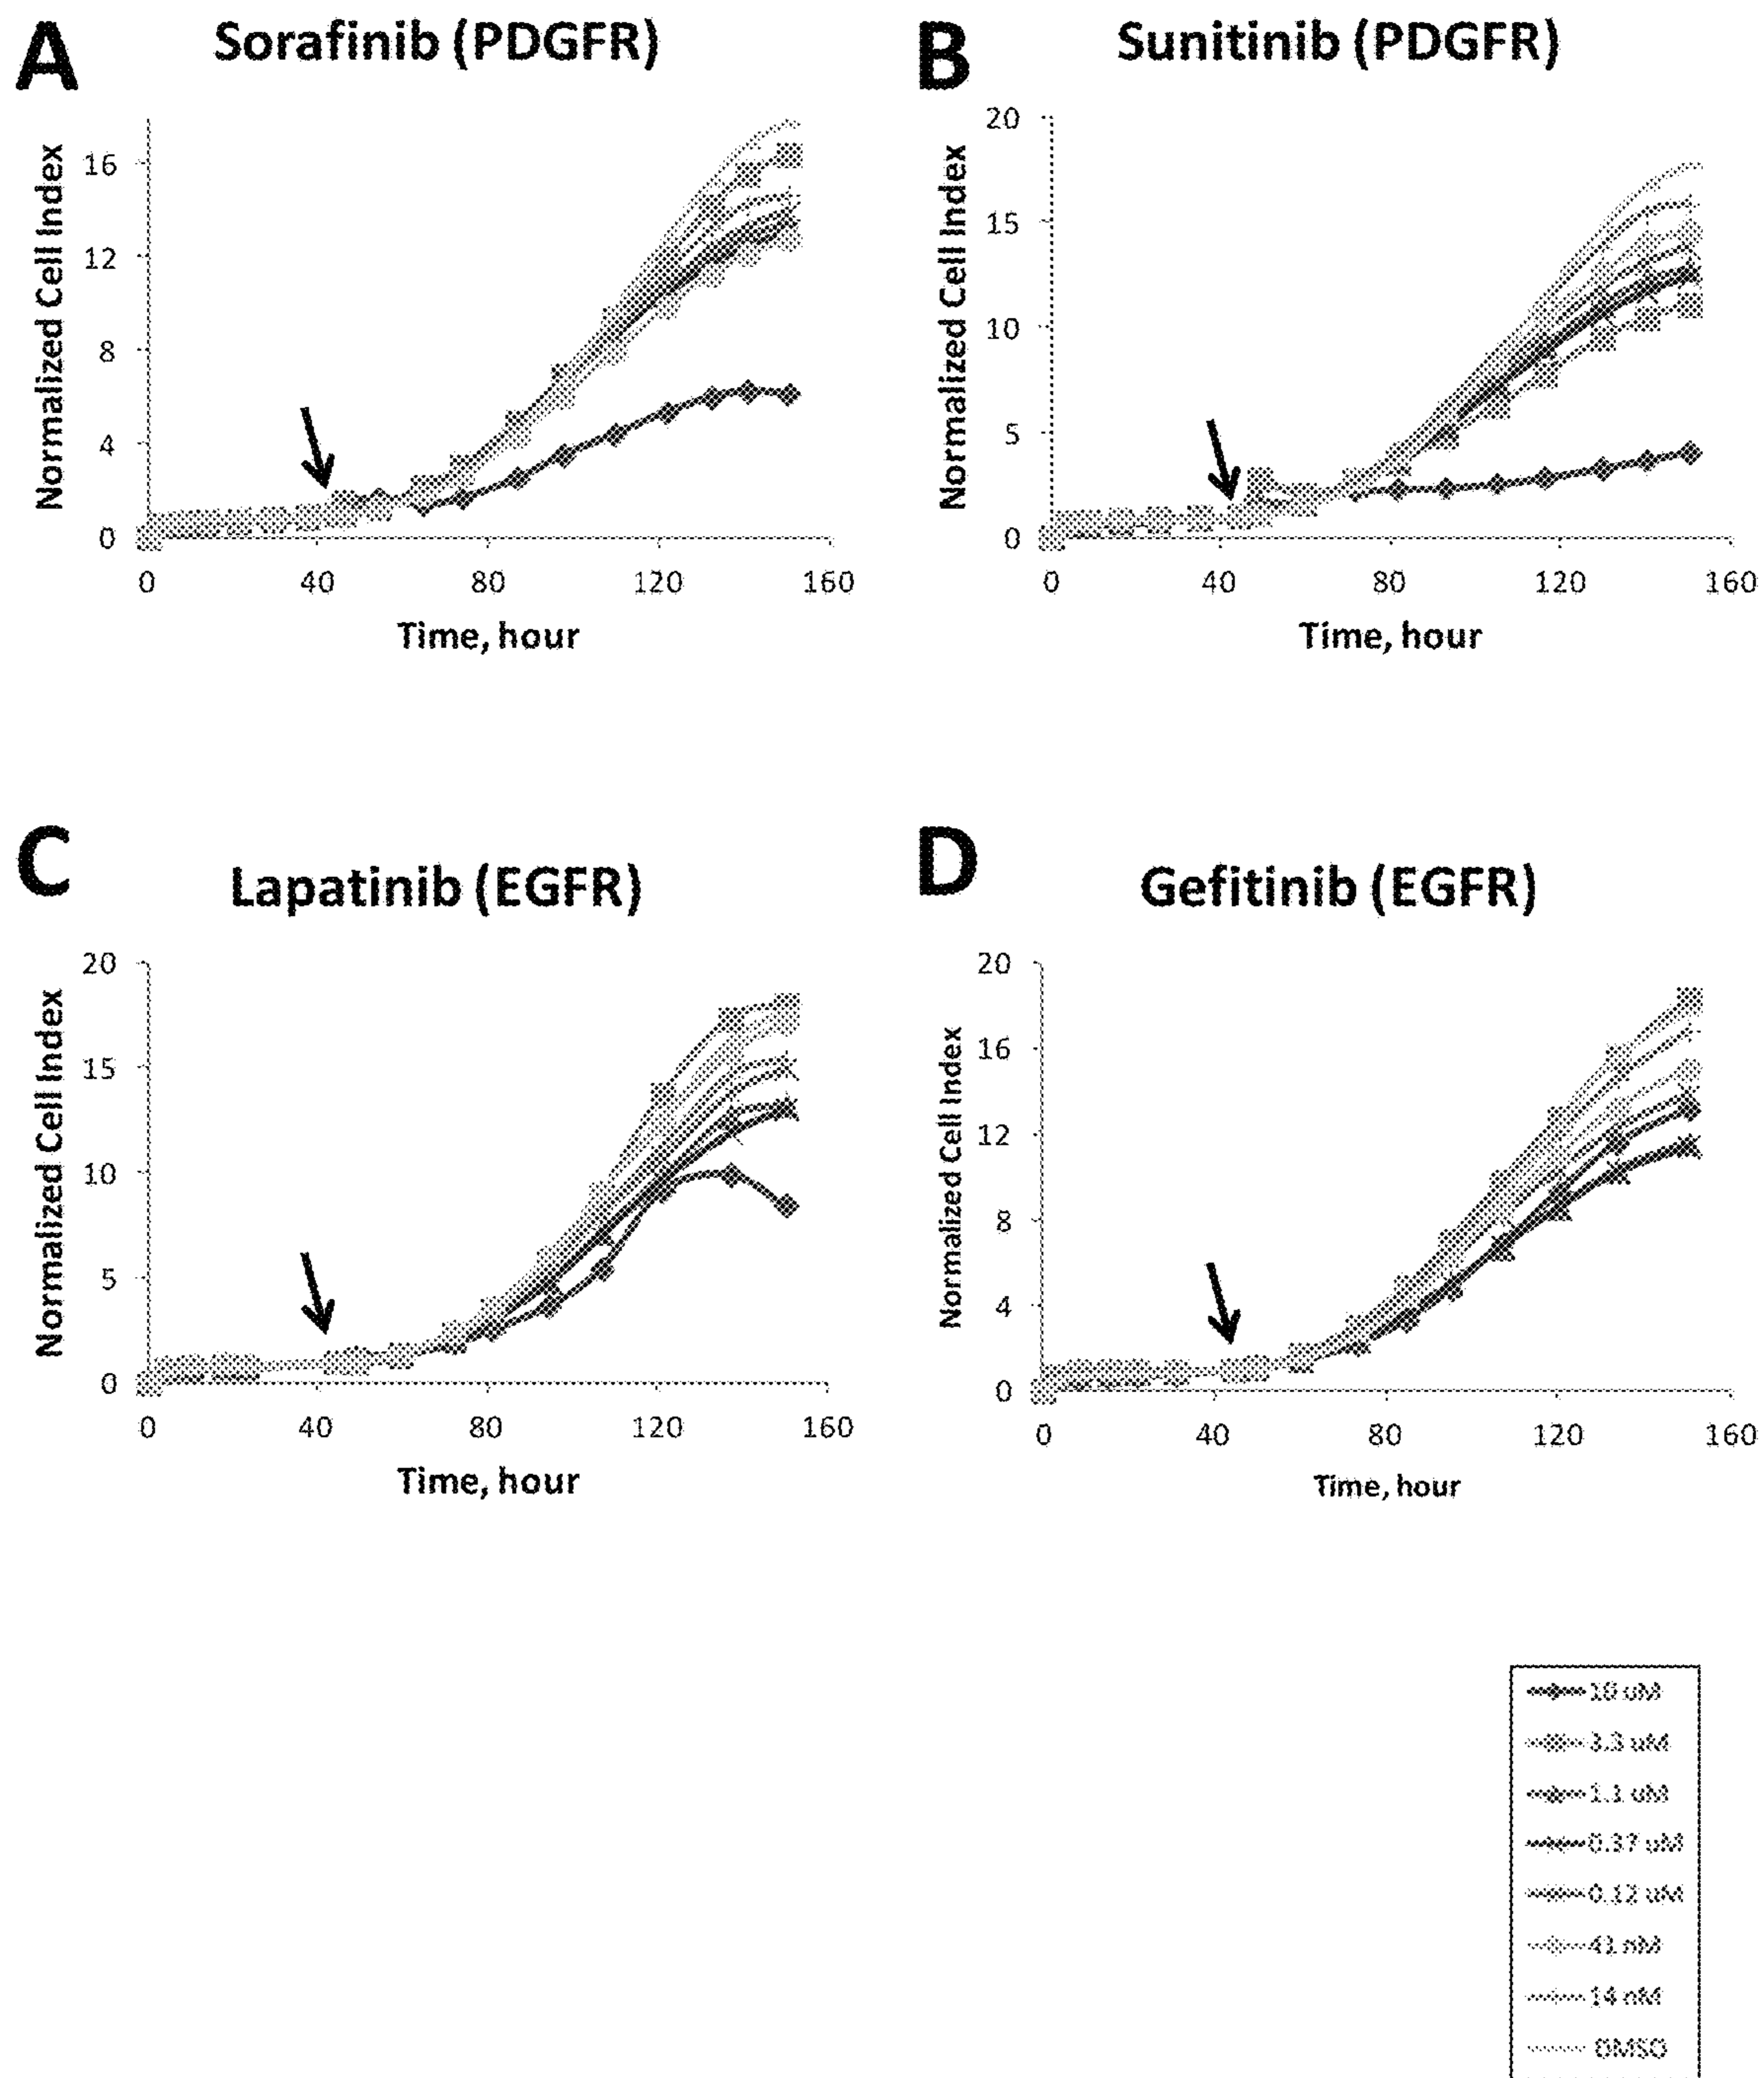 A
Sorafinib (PDGFR)
Normalized Cell Index
16
12
8
4
0
0 40 80 120 160
Time, hour
B
Sunitinib (PDGFR)
Normalized Cell Index
20
15
10
5
0
0 40 80 120 160
Time, hour
C
Lapatinib (EGFR)
Normalized Cell Index
20
15
10
5
0
0 40 80 120 160
Time, hour
D
Gefitinib (EGFR)
Normalized Cell Index
20
16
12
8
4
0
0 40 80 120 160
Time, hour
10 uM
3.3 uM
1.1 uM
0.37 uM
0.12 uM
41 nM
14 nM
DMSO